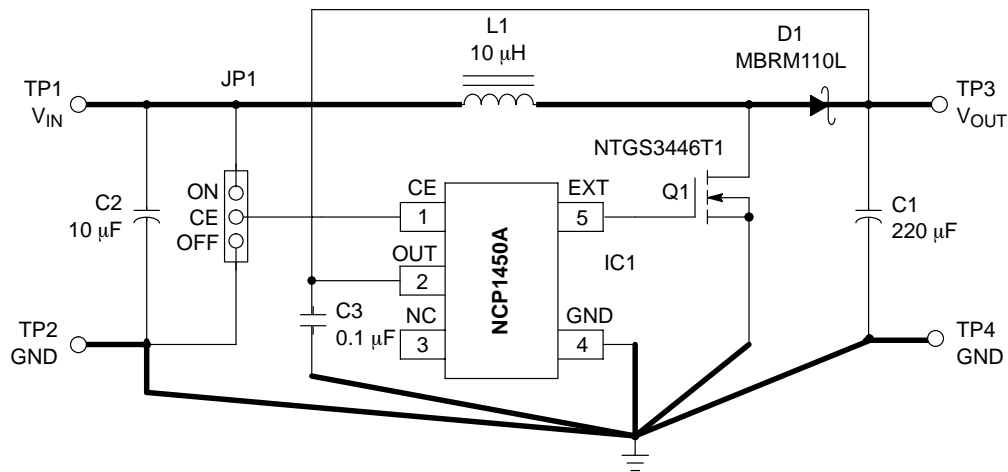 L1
10 μH
D1
MBRM110L
TP1
VIN
JP1
TP3
VOUT
NTGS3446T1
C2
10 μF
ON
CE
OFF
CE
1
EXT
5
Q1
C1
220 μF
OUT
2
NCP1450A
IC1
TP2
GND
C3
0.1 μF
NC
3
GND
4
TP4
GND